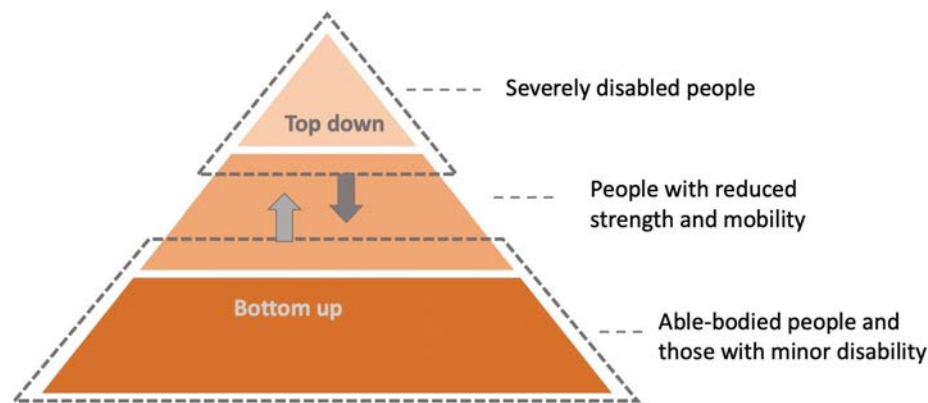 Severely disabled people
Top down
People with reduced
strength and mobility
Bottom up
Able-bodied people and
those with minor disability